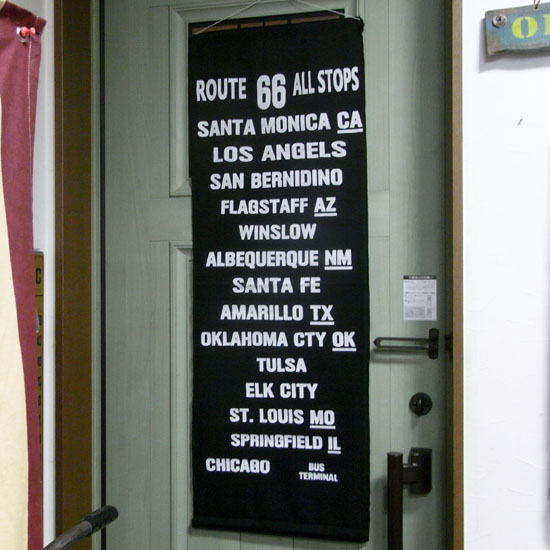 ROUTE 66 ALL STOPS
SANTA MONICA CA
LOS ANGELS
SAN BERNIDINO
FLAGSTAFF AZ
WINSLOW
ALBEQUERQUE NM
SANTA FE
AMARILLO TX
OKLAHOMA CTY OK
TULSA
ELK CITY
ST. LOUIS MO
SPRINGFIELD IL
CHICAGO BUS TERMINAL